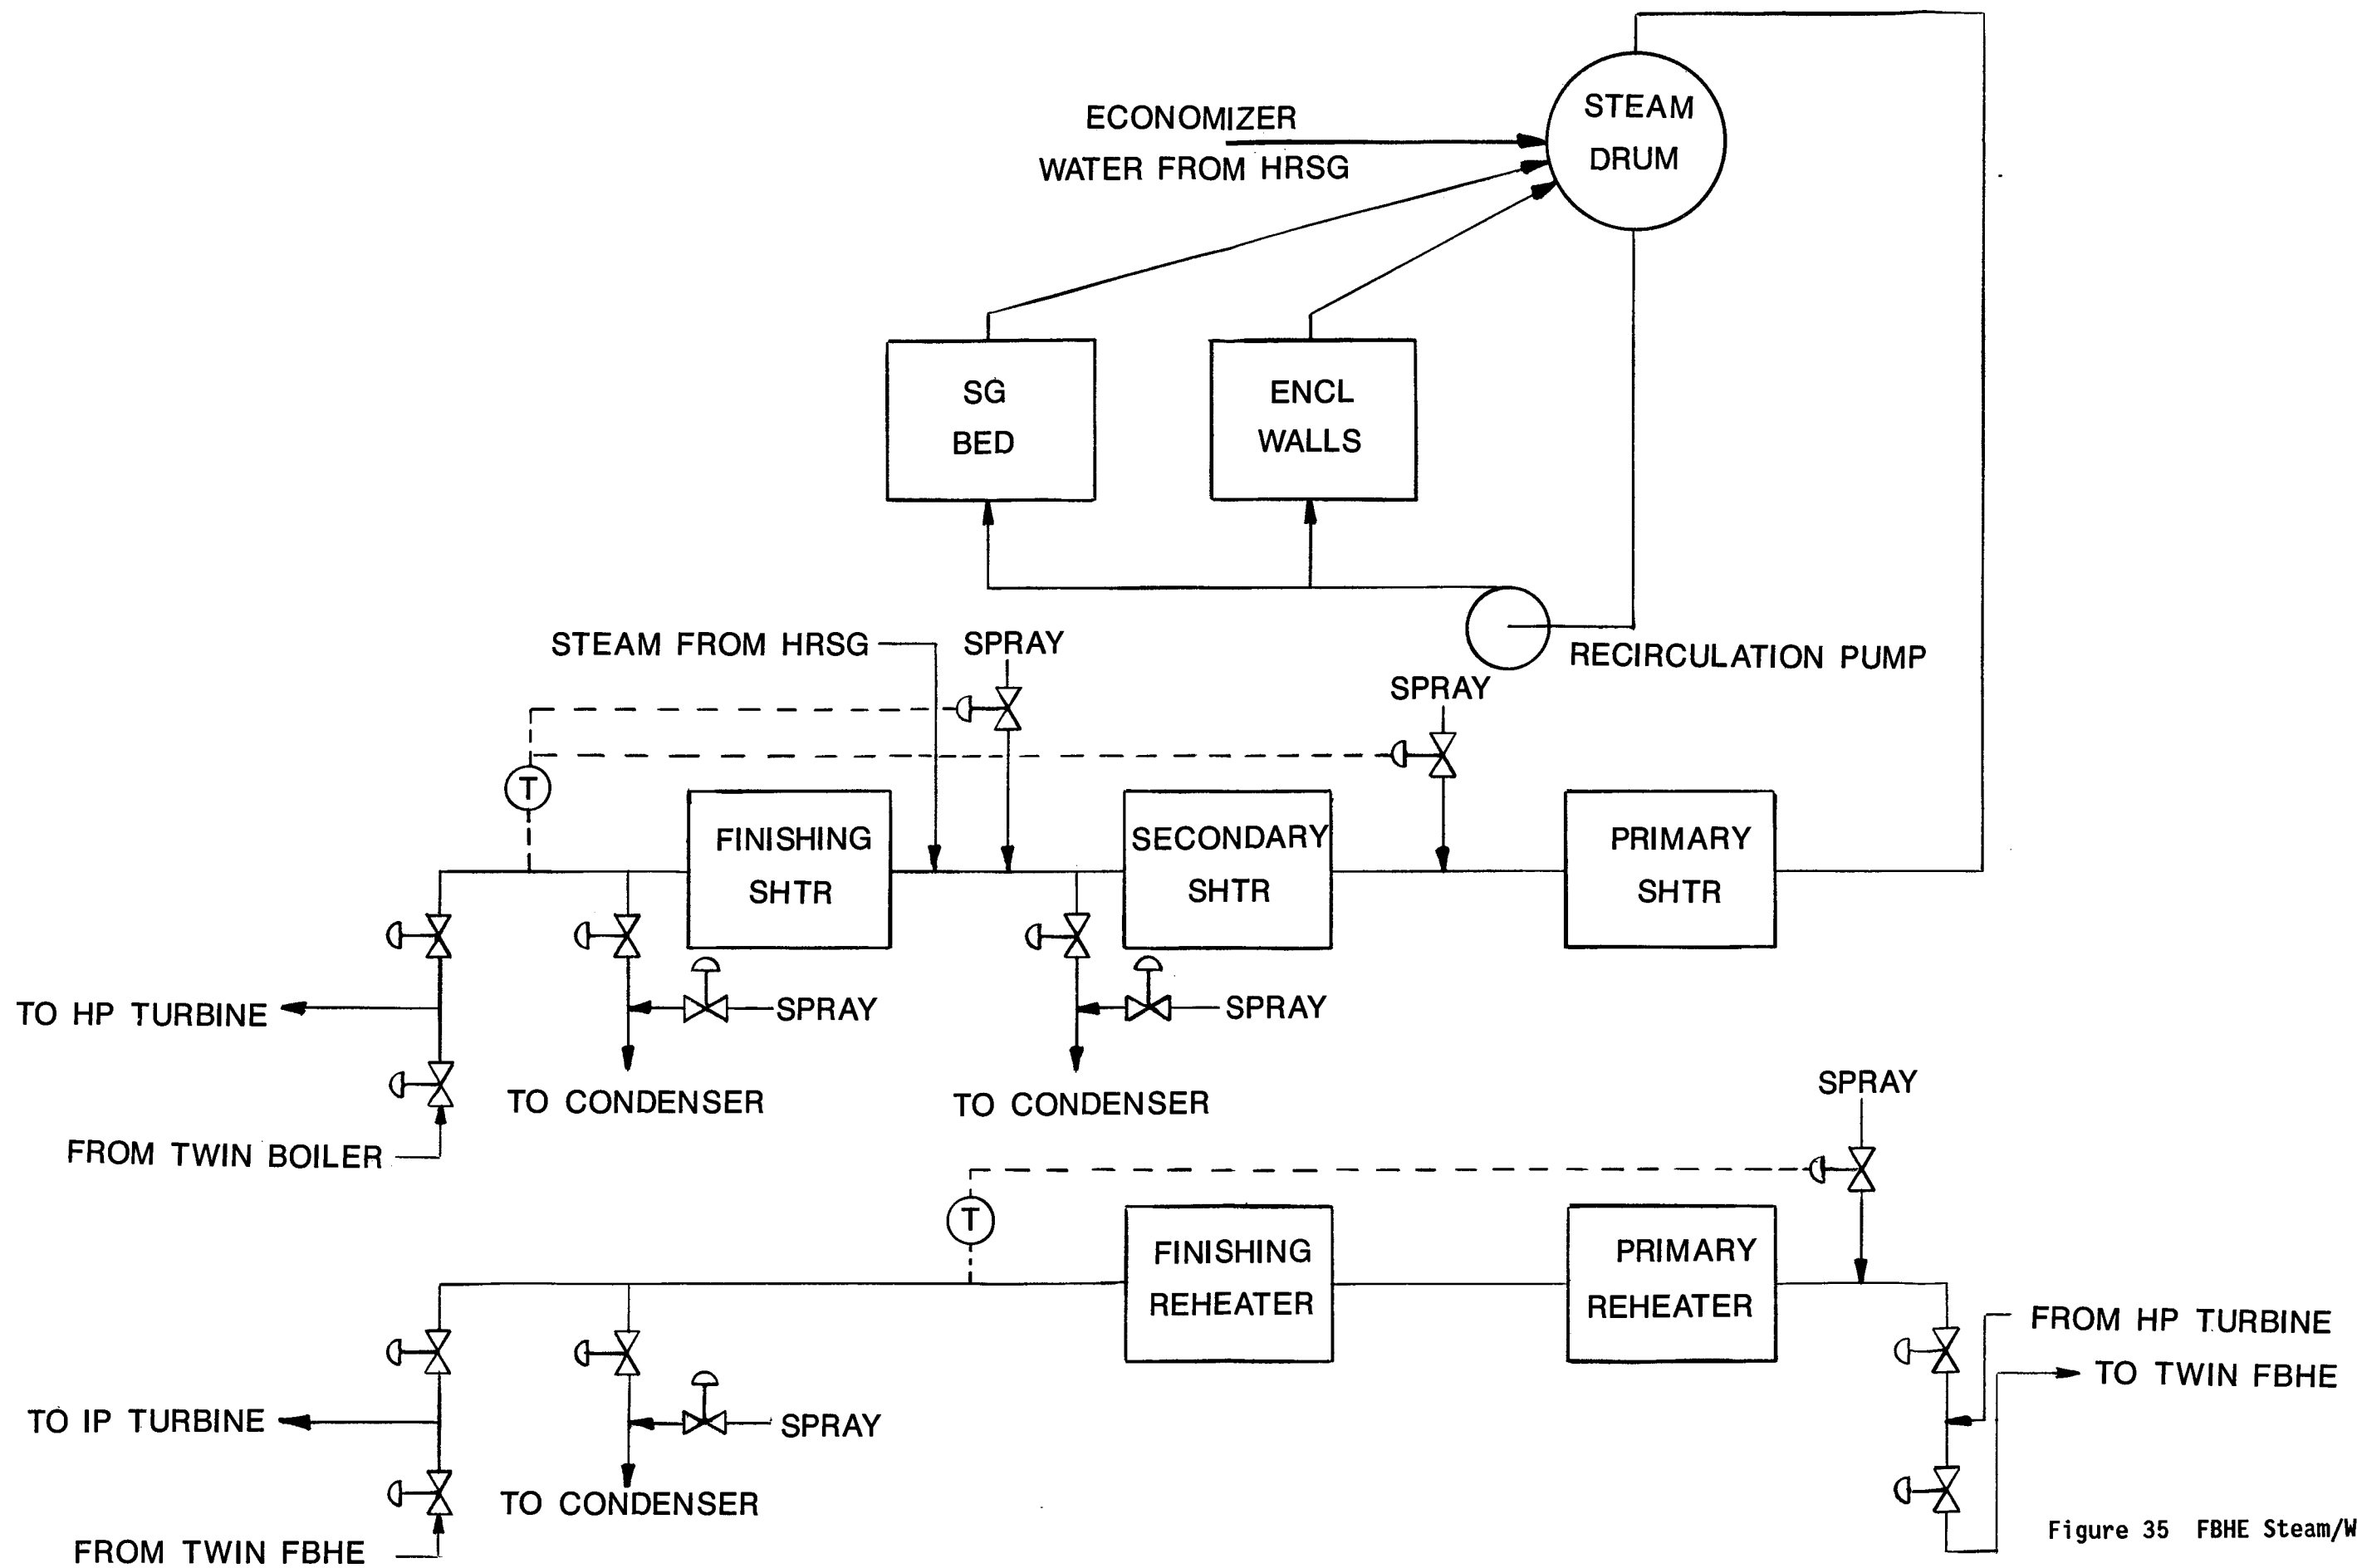 STEAM
DRUM
ECONOMIZER
WATER FROM HRSG
SG
BED
ENCL
WALLS
RECIRCULATION PUMP
STEAM FROM HRSG
SPRAY
SPRAY
T
FINISHING
SHTR
SECONDARY
SHTR
PRIMARY
SHTR
TO HP TURBINE
SPRAY
SPRAY
TO CONDENSER
TO CONDENSER
FROM TWIN BOILER
SPRAY
T
FINISHING
REHEATER
PRIMARY
REHEATER
FROM HP TURBINE
TO TWIN FBHE
TO IP TURBINE
SPRAY
TO CONDENSER
FROM TWIN FBHE
Figure 35 FBHE Steam/W